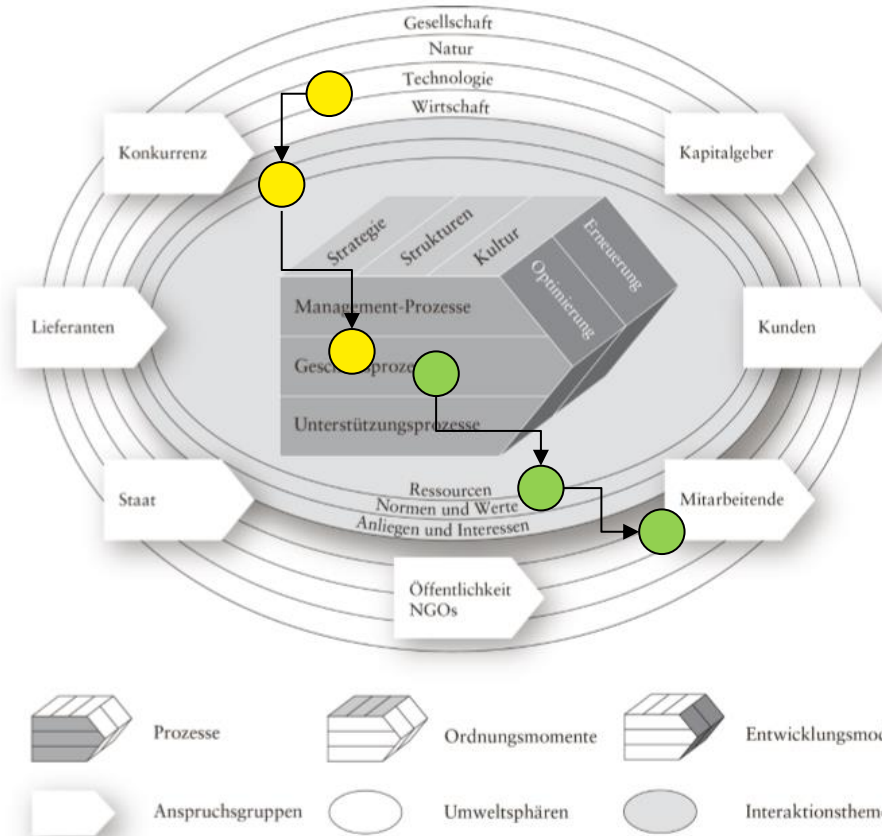 Gesellschaft
Natur
Technologie
Wirtschaft
Konkurrenz
Kapitalgeber
Strategie
Strukturen
Kultur
Optimierung
Erneuerung
Lieferanten
Management-Prozesse
Kunden
Unterstützungsprozesse
Staat
Ressourcen
Normen und Werte
Anliegen und Interessen
Mitarbeitende
Öffentlichkeit
NGOs
Prozesse
Ordnungsmomente
Anspruchsgruppen
Umweltsphären